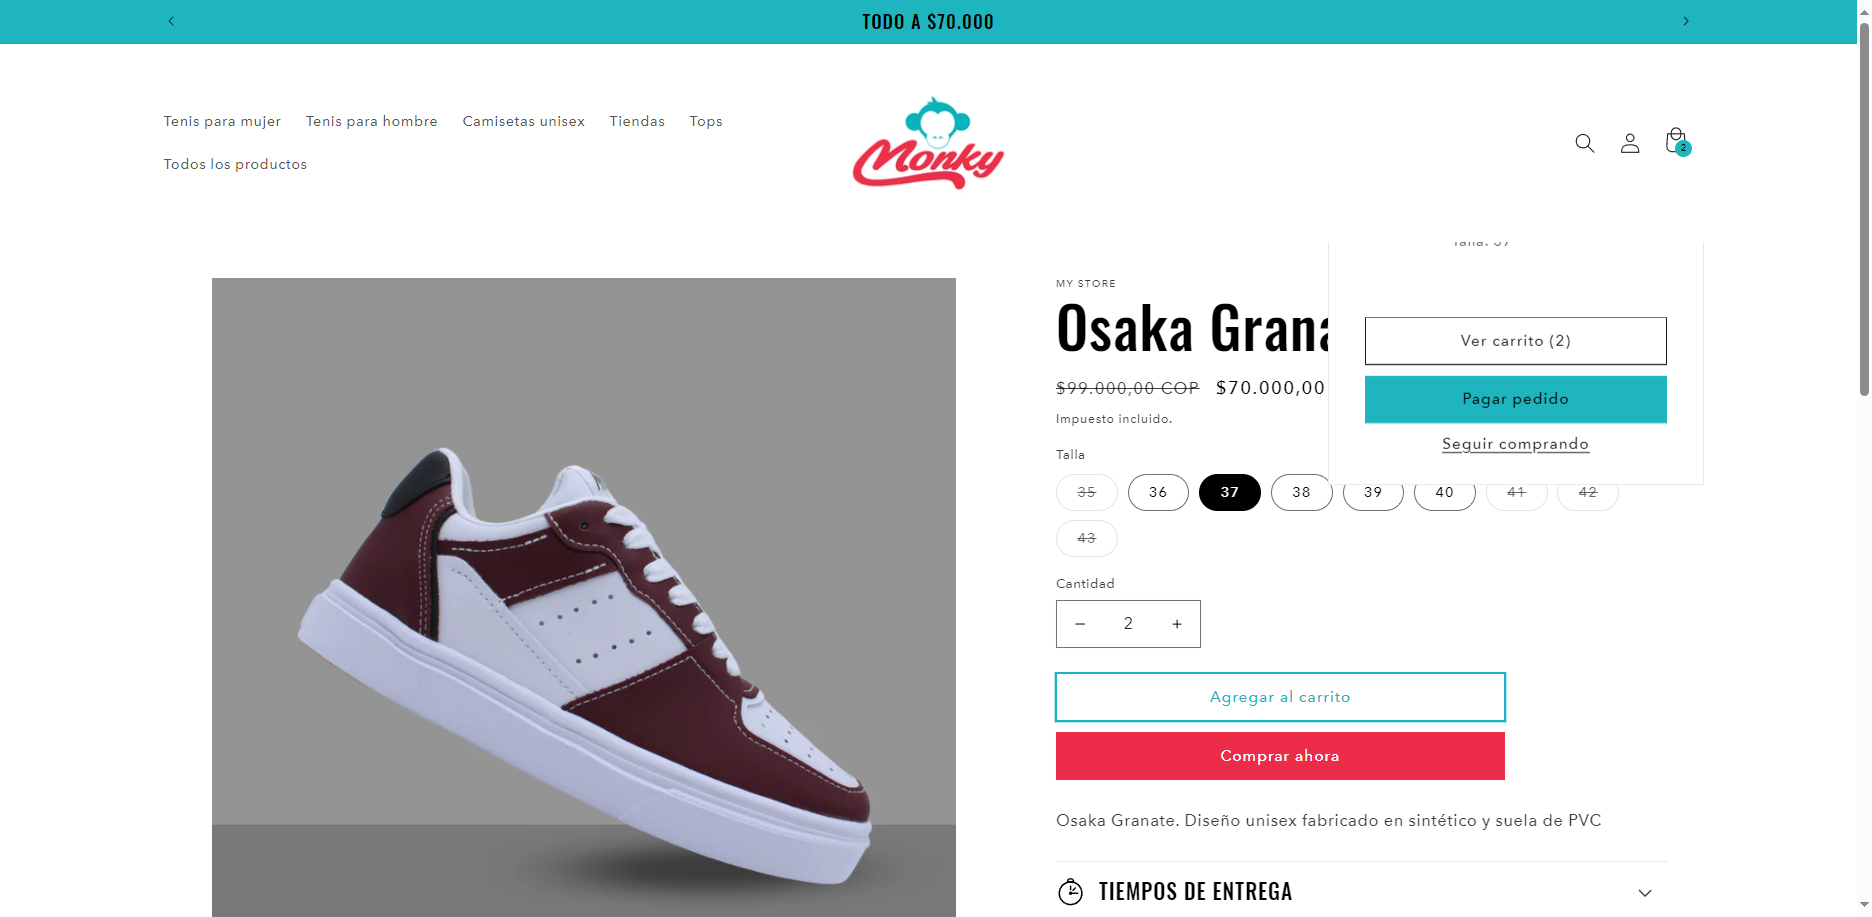 TODO A $70.000
Tenis para mujer
Tenis para hombre
Camisetas unisex
Tiendas
Tops
Todos los productos
Monky
2
Talla: 37
Ver carrito (2)
Pagar pedido
Seguir comprando
MY STORE
Osaka Grana
$99.000,00 COP $70.000,00
Impuesto incluido.
Talla
35 36 37 38 39 40 41 42
43
Cantidad
− 2 +
Agregar al carrito
Comprar ahora
Osaka Granate. Diseño unisex fabricado en sintético y suela de PVC
TIEMPOS DE ENTREGA